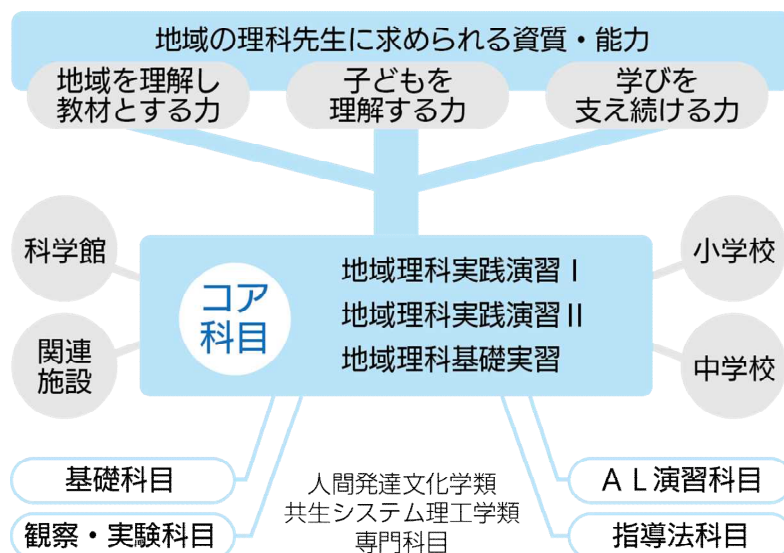 地域の理科先生に求められる資質・能力
地域を理解し
教材とする力
子どもを
理解する力
学びを
支え続ける力
科学館
関連
施設
コア
科目
地域理科実践演習Ⅰ
地域理科実践演習Ⅱ
地域理科基礎実習
小学校
中学校
基礎科目
観察・実験科目
人間発達文化学類
共生システム理工学類
専門科目
ＡＬ演習科目
指導法科目